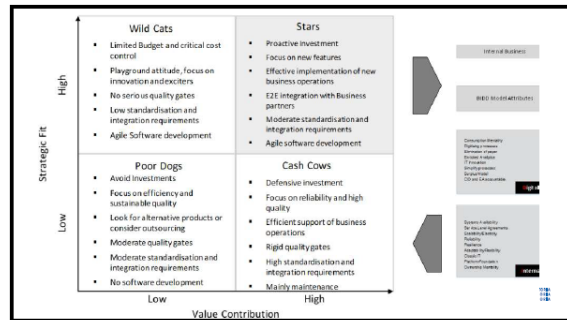 Wild Cats
Limited Budget and critical cost
control
Playground attitude, focus on
innovation and exciters
No serious quality gates
Low standardisation and
integration requirements
Agile Software development
Stars
Proactive Investment
Focus on new features
Effective implementation of new
business operations
E2E integration with Business
partners
Moderate standardisation and
integration requirements
Agile software development
Poor Dogs
Avoid Investments
Focus on efficiency and
sustainable quality
Look for alternative products or
consider outsourcing
Moderate quality gates
Moderate standardisation and
integration requirements
No software development
Cash Cows
Defensive investment
Focus on reliability and high
quality
Efficient support of business
operations
Rigid quality gates
High standardisation and
integration requirements
Mainly maintenance
Strategic Fit
High
Low
Low
High
Value Contribution
Internal Business